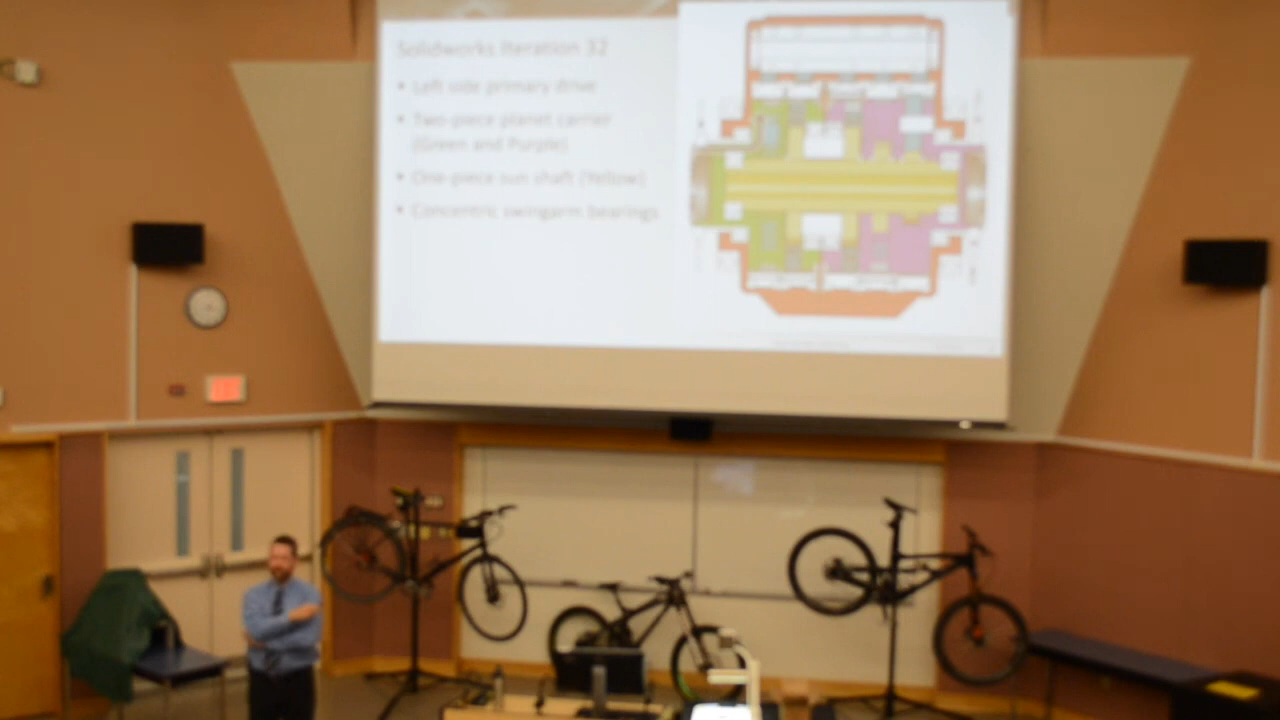 Solidworks Iteration 32
• Left side primary drive
• Two-piece planet carrier
(Green and Purple)
• One-piece sun shaft (Yellow)
• Concentric swingarm bearings